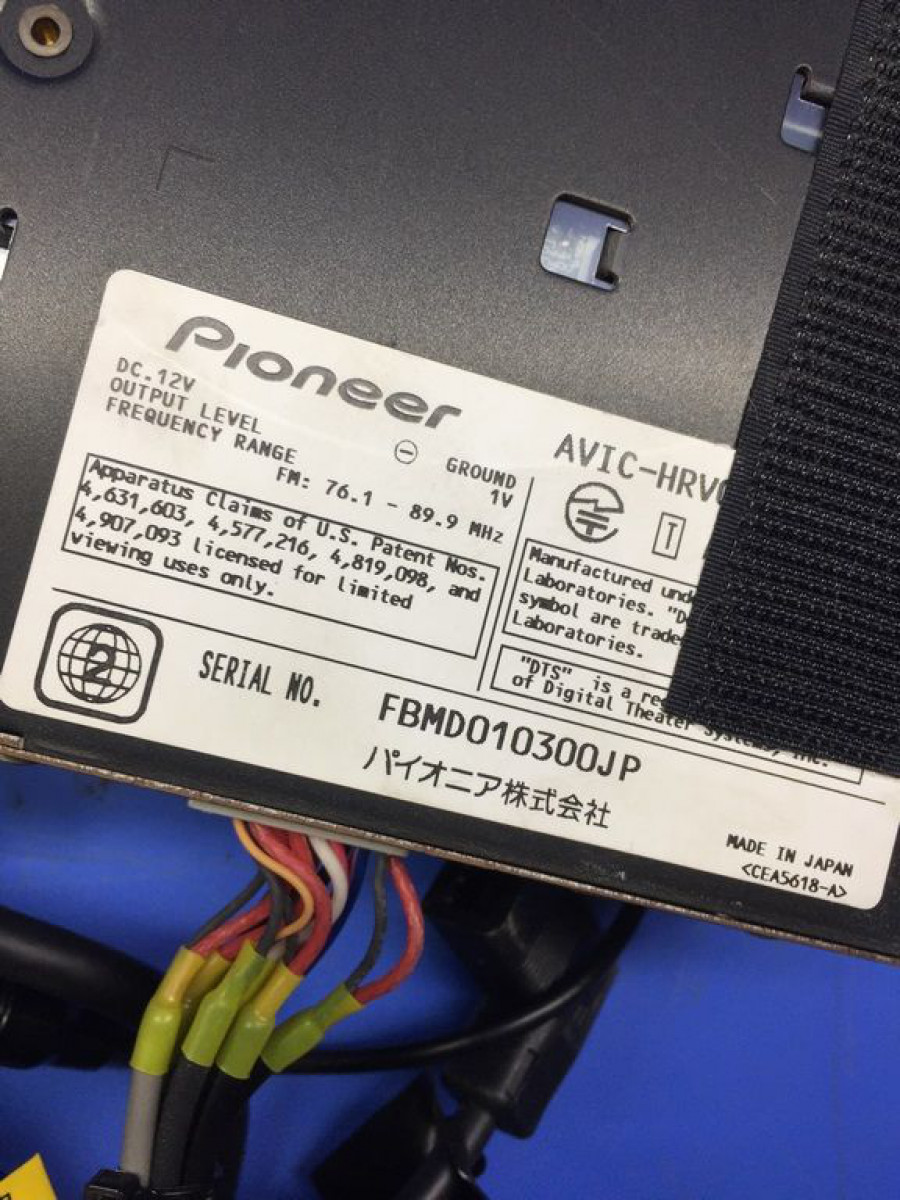 Pioneer
DC.12V
OUTPUT LEVEL
FREQUENCY RANGE
⊖ GROUND
1V
FM: 76.1 - 89.9 MHz
Apparatus Claims of U.S. Patent Nos.
4,631,603, 4,577,216, 4,819,098, and
4,907,093 licensed for limited
viewing uses only.
AVIC-HRV
T
Manufactured
Laboratories.
symbol are
Laboratories.
"DTS" is a
of Digital Theater Systems, Inc.
2
SERIAL NO.
FBMD010300JP
パイオニア株式会社
MADE IN JAPAN
<CEA5618-A>